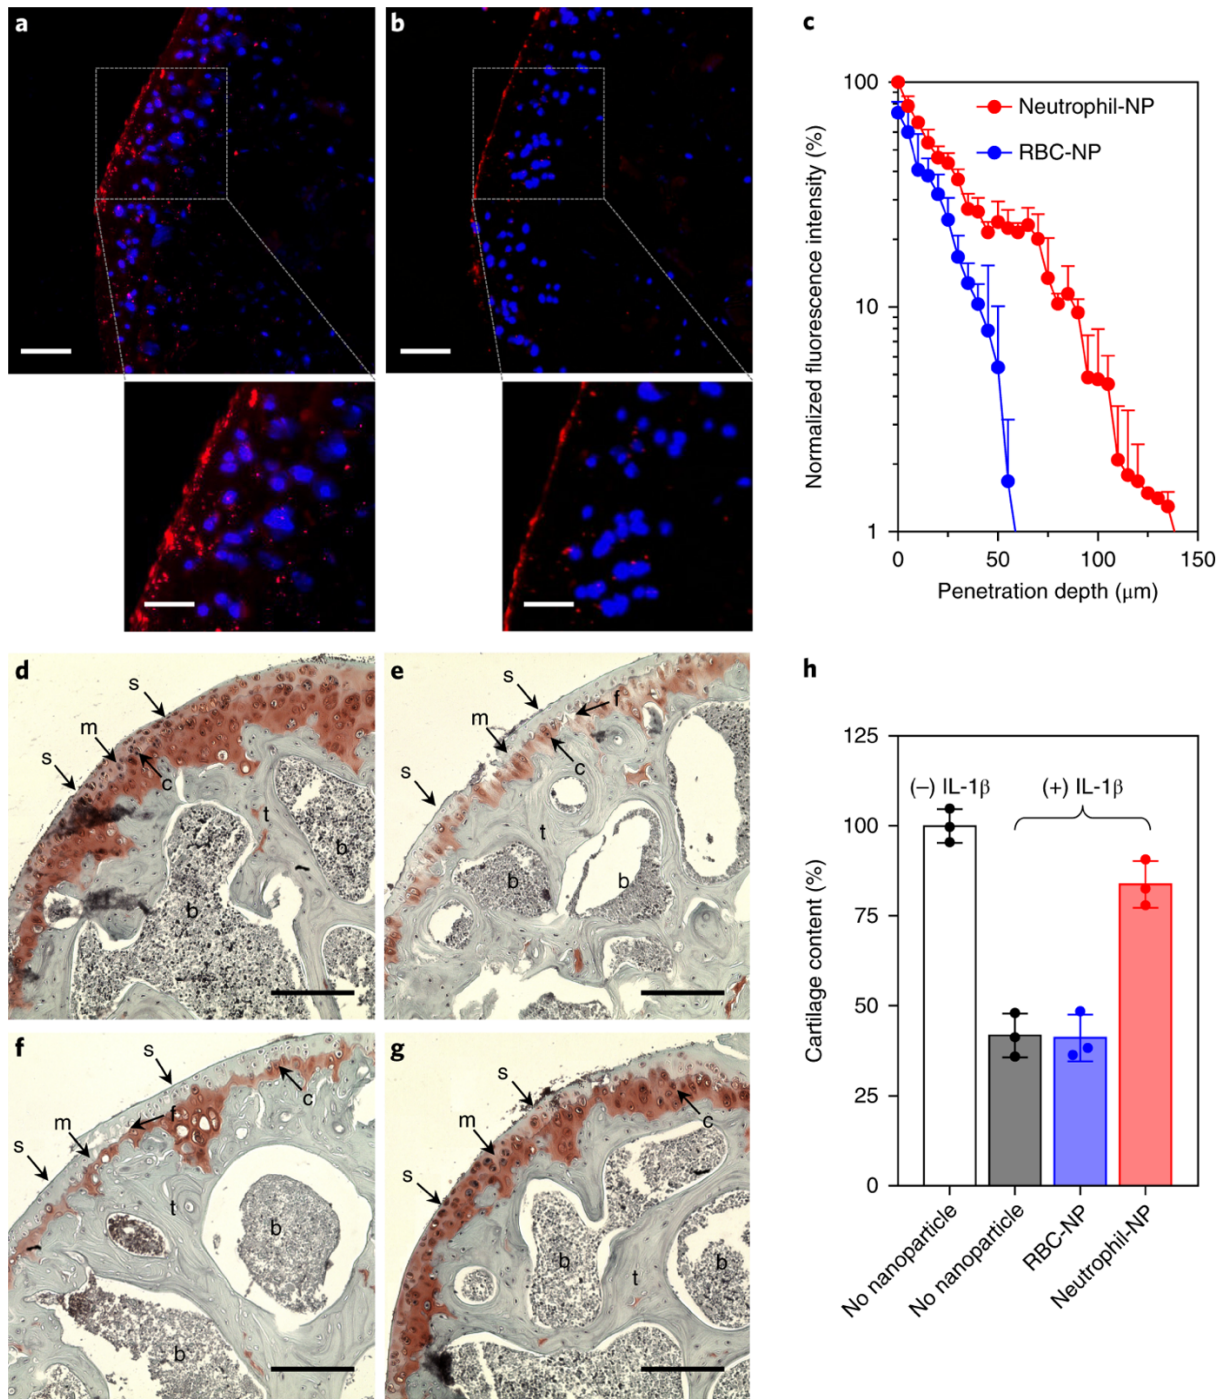 a
b
c
Normalized fluorescence intensity (%)
100
10
1
Neutrophil-NP
RBC-NP
0
50
100
150
Penetration depth (μm)
d
s
m
s
c
t
b
b
e
s
f
m
c
s
t
b
b
f
s
c
f
m
s
t
b
b
g
s
c
m
s
b
b
t
h
Cartilage content (%)
125
100
75
50
25
0
(−) IL-1β
(+) IL-1β
No nanoparticle
No nanoparticle
RBC-NP
Neutrophil-NP